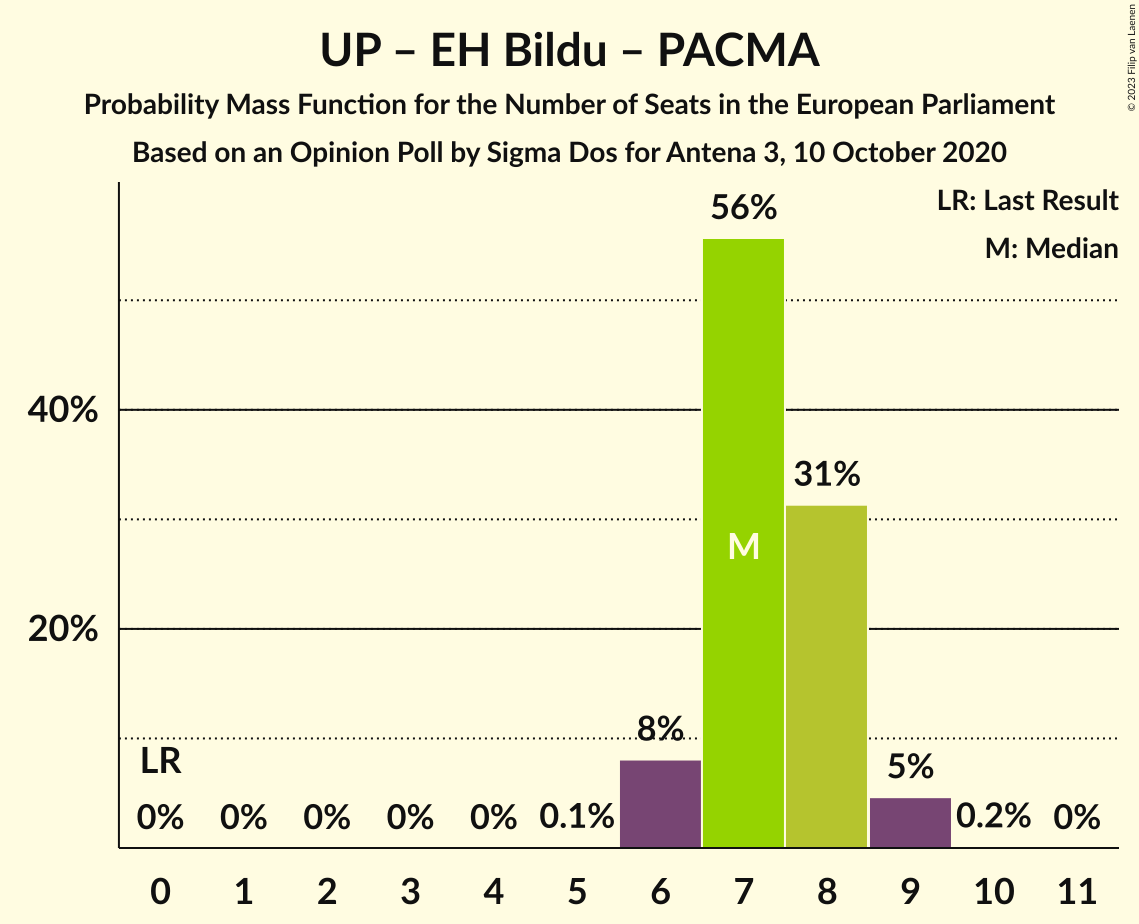 UP – EH Bildu – PACMA
Probability Mass Function for the Number of Seats in the European Parliament
Based on an Opinion Poll by Sigma Dos for Antena 3, 10 October 2020
© 2023 Filip van Laenen
LR: Last Result
M: Median
56%
40%
31%
M
20%
8%
LR
5%
0% 0% 0% 0% 0% 0.1% 0.2% 0%
0 1 2 3 4 5 6 7 8 9 10 11